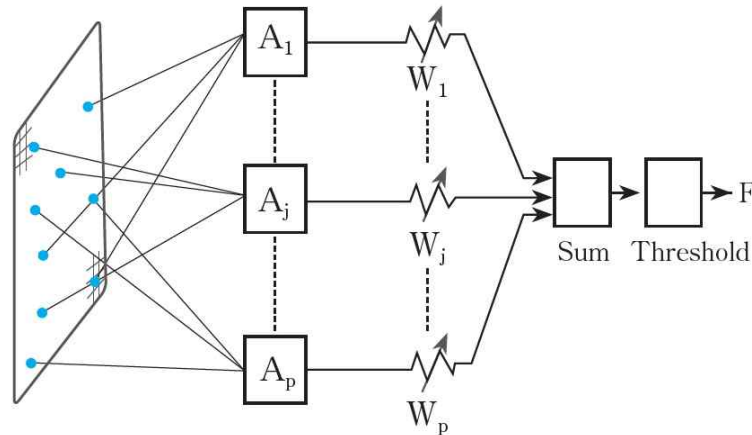 A₁
W₁
Aⱼ
Wⱼ
Sum
Threshold
F
Aₚ
Wₚ